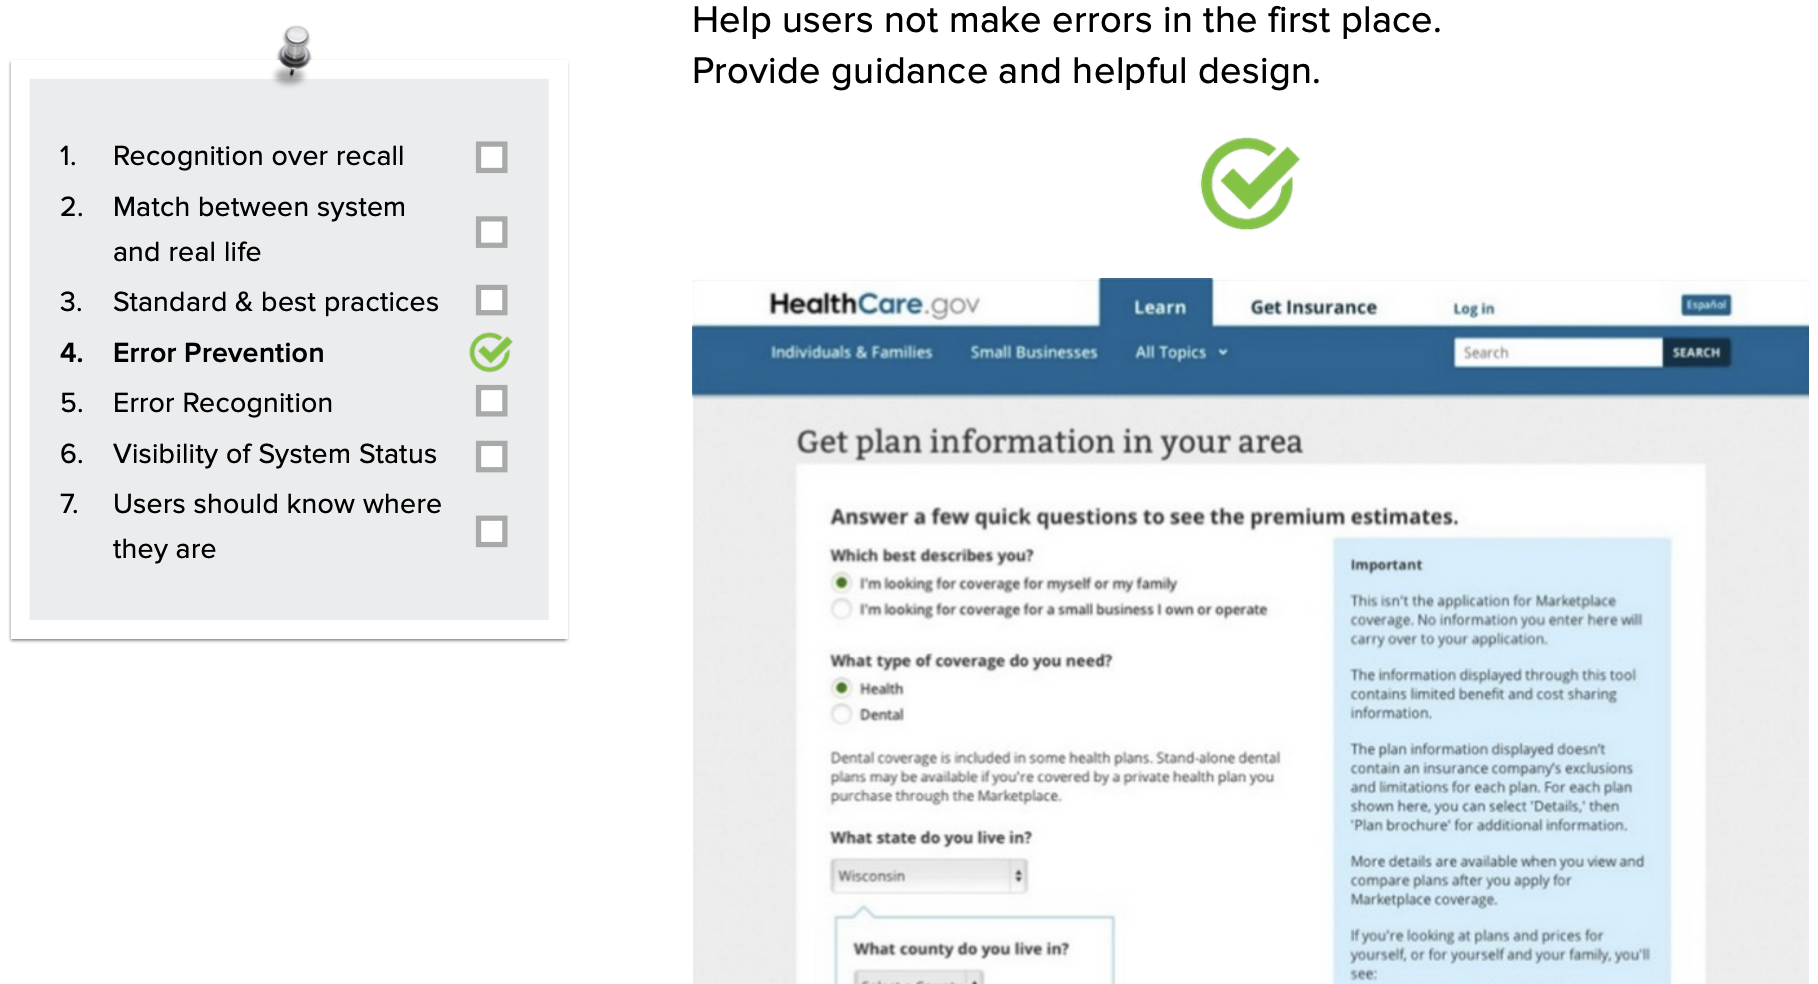 Help users not make errors in the first place.
Provide guidance and helpful design.
1. Recognition over recall
2. Match between system
and real life
3. Standard & best practices
4. Error Prevention
5. Error Recognition
6. Visibility of System Status
7. Users should know where
they are
HealthCare.gov
Learn
Get Insurance
Log in
Español
Individuals & Families
Small Businesses
All Topics
Search
SEARCH
Get plan information in your area
Answer a few quick questions to see the premium estimates.
Which best describes you?
I'm looking for coverage for myself or my family
I'm looking for coverage for a small business I own or operate
What type of coverage do you need?
Health
Dental
Dental coverage is included in some health plans. Stand-alone dental
plans may be available if you're covered by a private health plan you
purchase through the Marketplace.
What state do you live in?
Wisconsin
What county do you live in?
Important
This isn't the application for Marketplace
coverage. No information you enter here will
carry over to your application.
The information displayed through this tool
contains limited benefit and cost sharing
information.
The plan information displayed doesn't
contain an insurance company's exclusions
and limitations for each plan. For each plan
shown here, you can select 'Details,' then
'Plan brochure' for additional information.
More details are available when you view and
compare plans after you apply for
Marketplace coverage.
If you're looking at plans and prices for
yourself, or for yourself and your family, you'll
see: